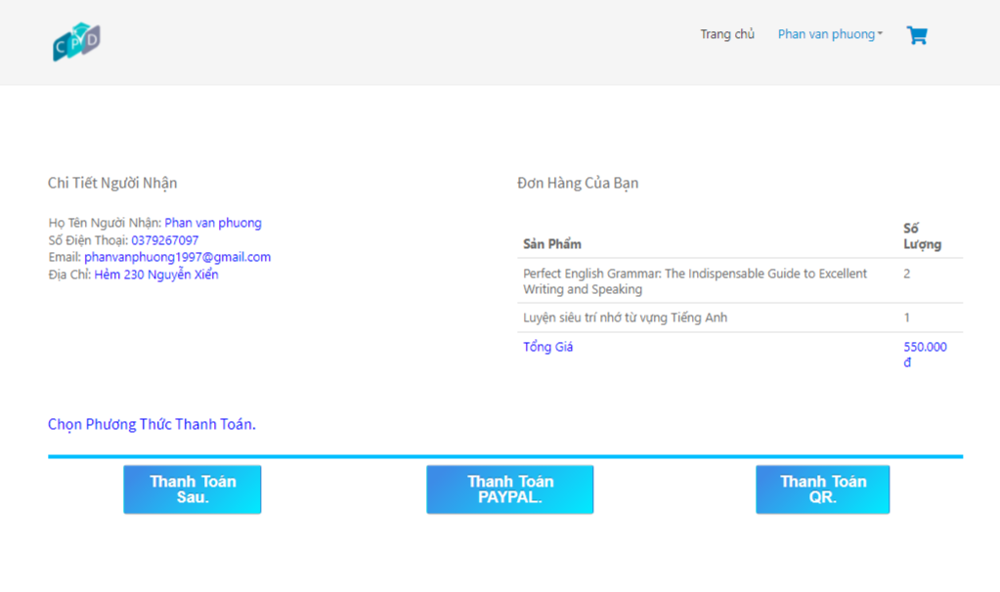 CPD
Trang chủ
Phan van phuong
Chi Tiết Người Nhận
Họ Tên Người Nhận: Phan van phuong
Số Điện Thoại: 0379267097
Email: phanvanphuong1997@gmail.com
Địa Chỉ: Hẻm 230 Nguyễn Xiển
Đơn Hàng Của Bạn
Sản Phẩm
Số
Lượng
Perfect English Grammar: The Indispensable Guide to Excellent
Writing and Speaking
2
Luyện siêu trí nhớ từ vựng Tiếng Anh
1
Tổng Giá
550.000
đ
Chọn Phương Thức Thanh Toán.
Thanh Toán
Sau.
Thanh Toán
PAYPAL.
Thanh Toán
QR.